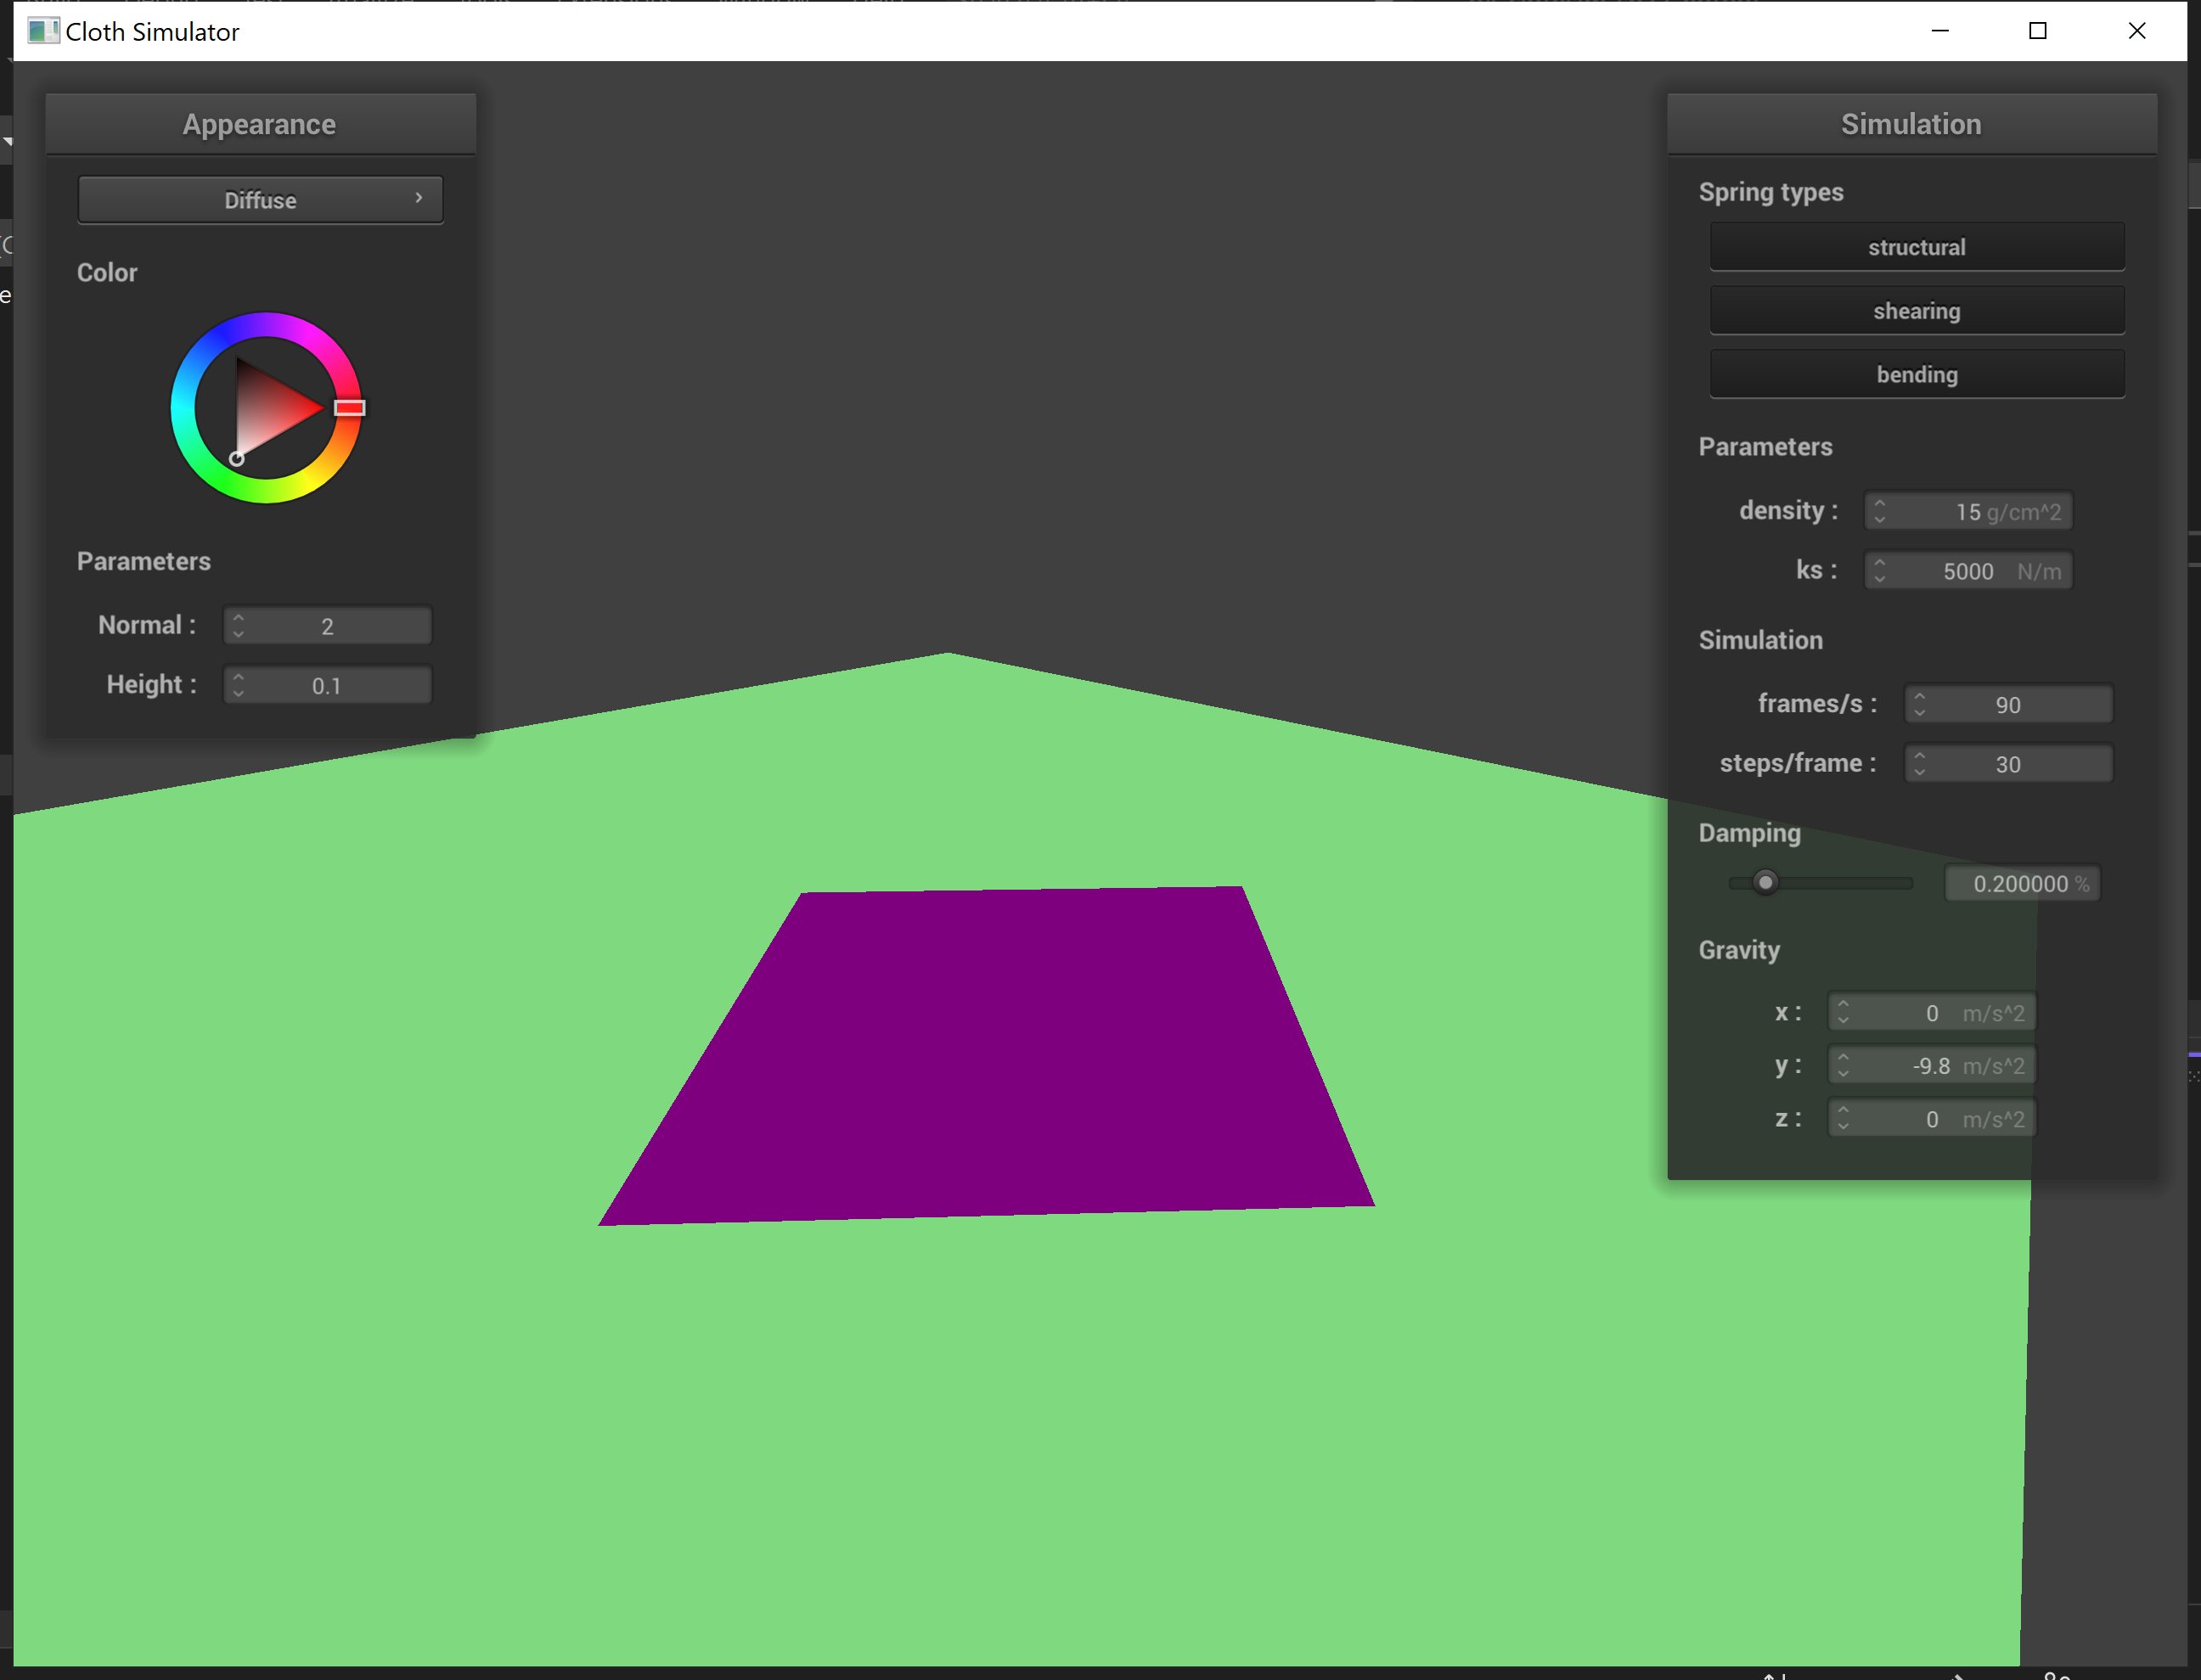 Cloth Simulator
Appearance
Diffuse
Color
Parameters
Normal : 2
Height : 0.1
Simulation
Spring types
structural
shearing
bending
Parameters
density : 15 g/cm^2
ks : 5000 N/m
Simulation
frames/s : 90
steps/frame : 30
Damping
0.200000 %
Gravity
x : 0 m/s^2
y : -9.8 m/s^2
z : 0 m/s^2